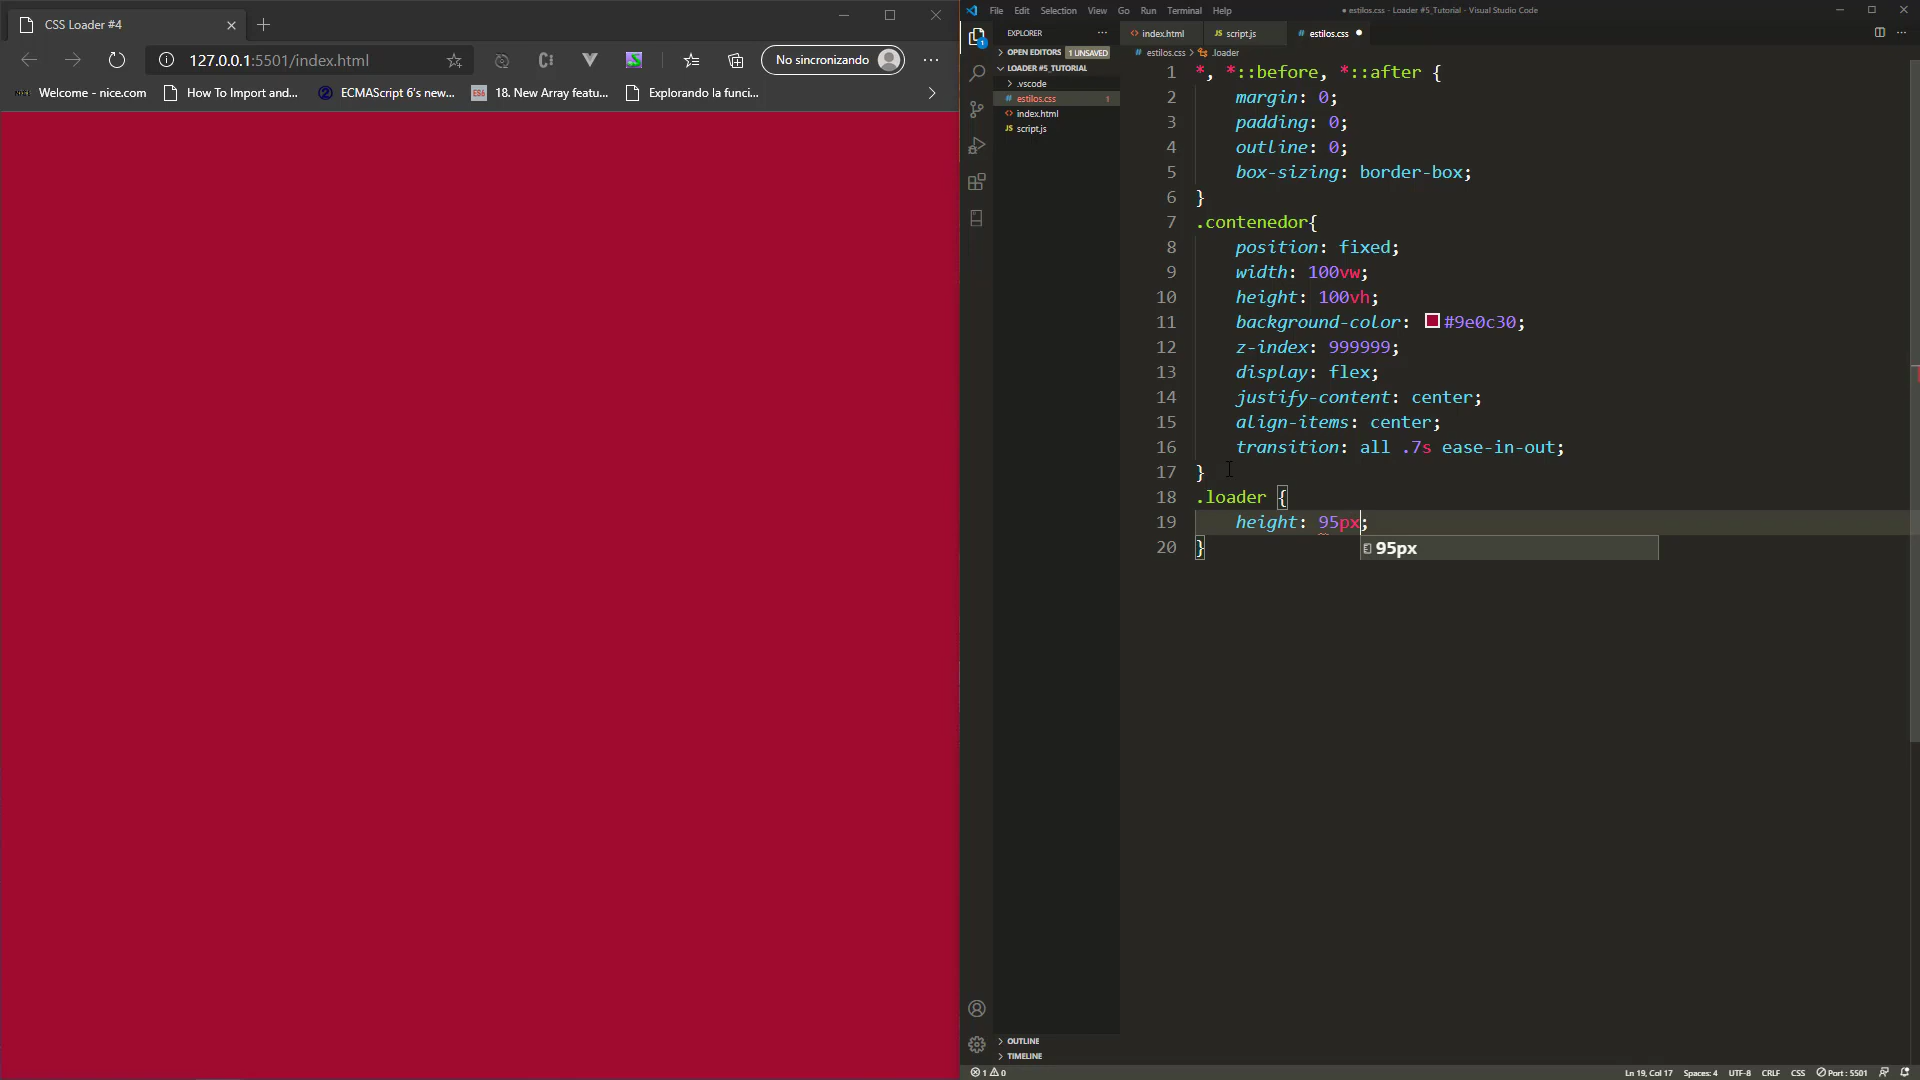 CSS Loader #4
127.0.0.1:5501/index.html
No sincronizando
Welcome - nice.com
How To Import and...
ECMAScript 6's new...
18. New Array featu...
Explorando la funci...
File Edit Selection View Go Run Terminal Help
● estilos.css - Loader #5_Tutorial - Visual Studio Code
EXPLORER
OPEN EDITORS 1 UNSAVED
LOADER #5_TUTORIAL
.vscode
# estilos.css 1
<> index.html
JS script.js
OUTLINE
TIMELINE
<> index.html
JS script.js
# estilos.css ●
# estilos.css > .loader
1 *, *::before, *::after {
2 margin: 0;
3 padding: 0;
4 outline: 0;
5 box-sizing: border-box;
6 }
7 .contenedor{
8 position: fixed;
9 width: 100vw;
10 height: 100vh;
11 background-color: #9e0c30;
12 z-index: 999999;
13 display: flex;
14 justify-content: center;
15 align-items: center;
16 transition: all .7s ease-in-out;
17 }
18 .loader {
19 height: 95px;
20 }
95px
1 0
Ln 19, Col 17 Spaces: 4 UTF-8 CRLF CSS Port : 5501